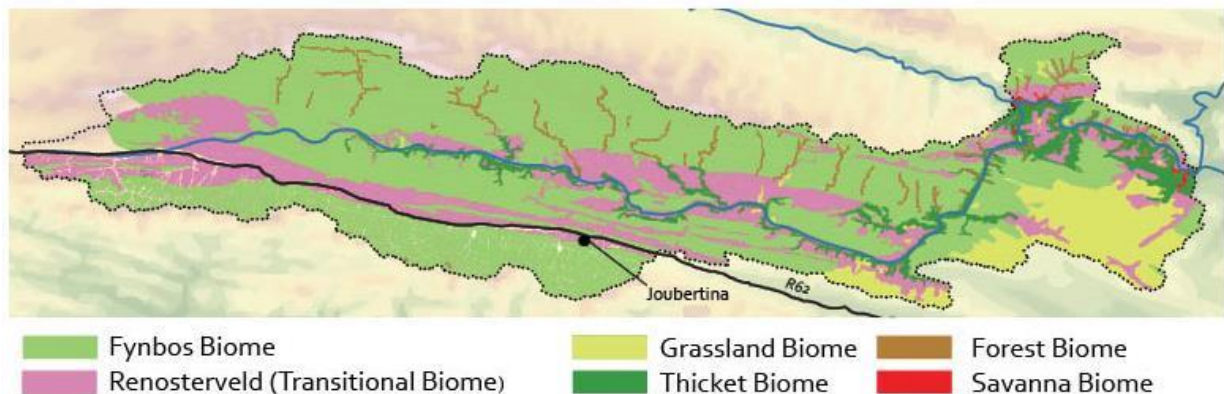 R62
Joubertina
Fynbos Biome
Grassland Biome
Forest Biome
Renosterveld (Transitional Biome)
Thicket Biome
Savanna Biome